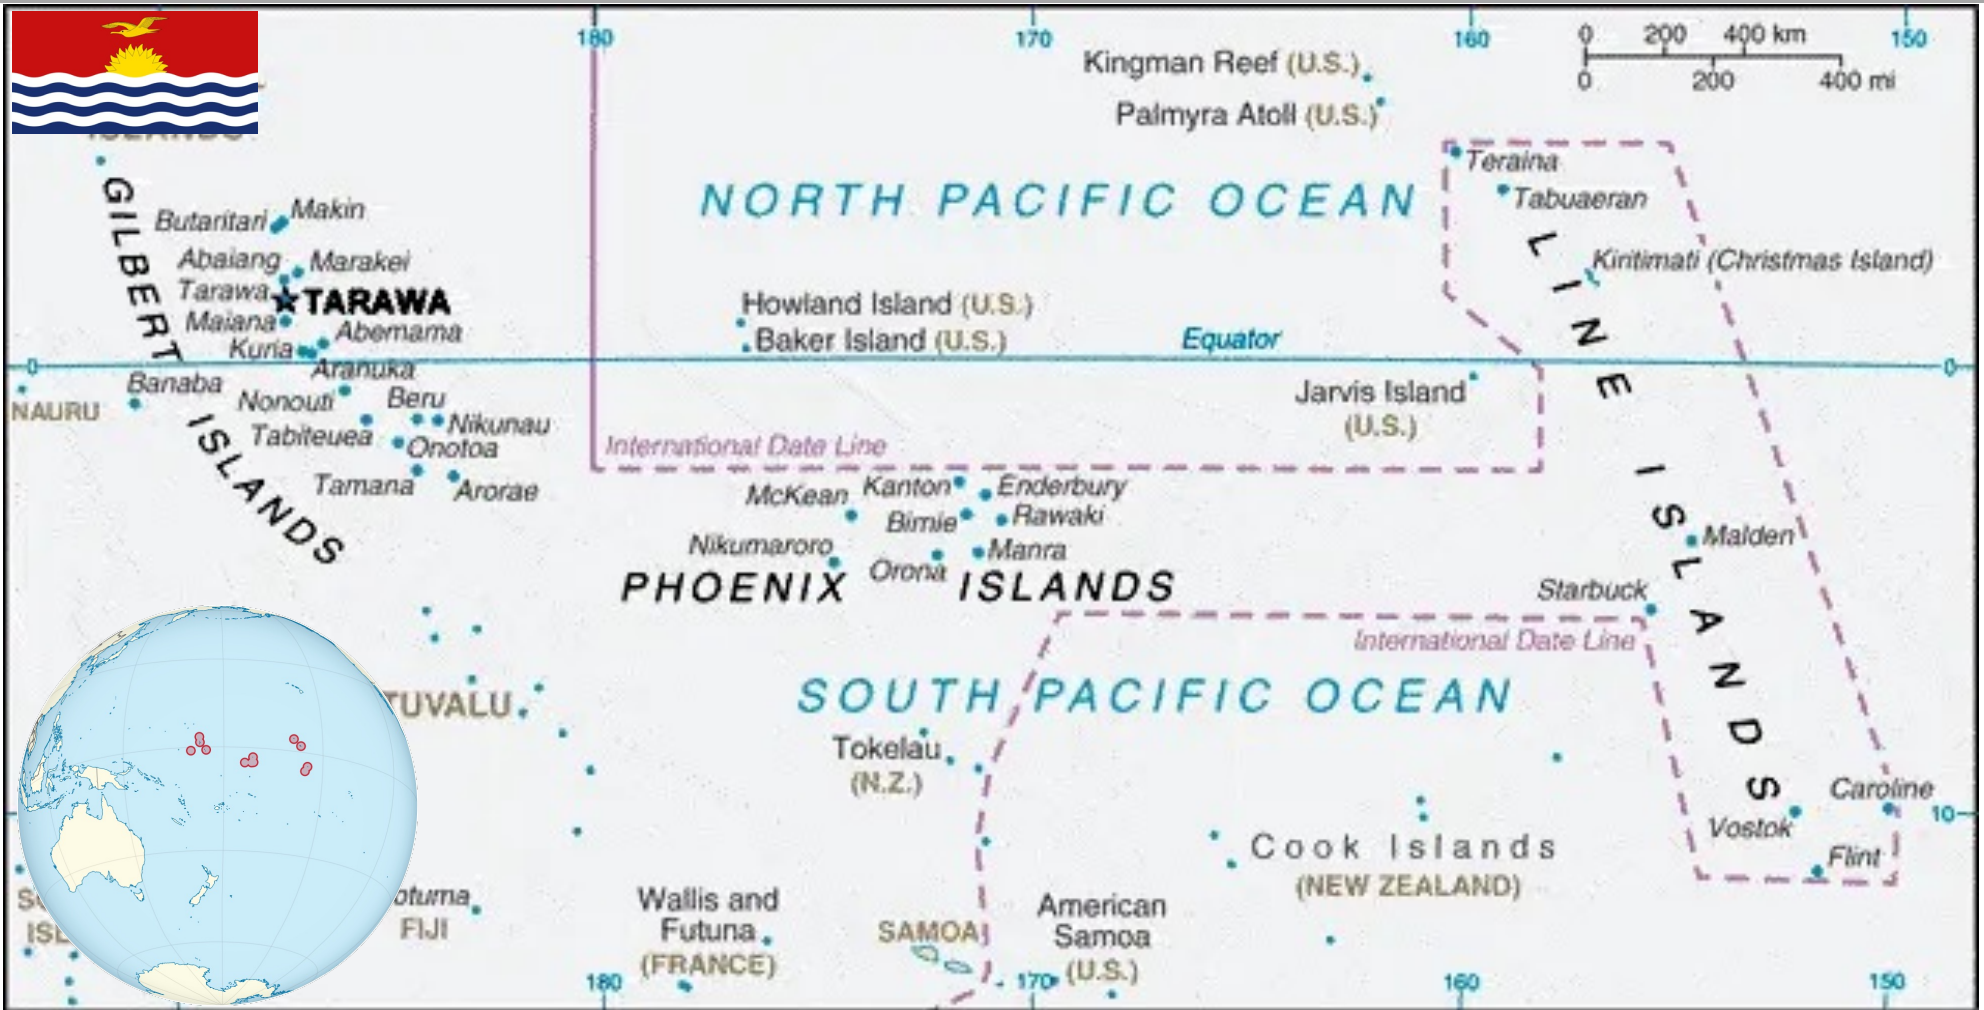 180
170
160
150
0 200 400 km
0 200 400 mi
Kingman Reef (U.S.)
Palmyra Atoll (U.S.)
NORTH PACIFIC OCEAN
Teraina
Tabuaeran
Kiritimati (Christmas Island)
LINE ISLANDS
GILBERT ISLANDS
Butaritari
Makin
Abaiang
Marakei
Tarawa
TARAWA
Maiana
Abemama
Kuria
Aranuka
Howland Island (U.S.)
Baker Island (U.S.)
Equator
0
0
Banaba
NAURU
Nonouti
Beru
Nikunau
Tabiteuea
Onotoa
Tamana
Arorae
Jarvis Island
(U.S.)
International Date Line
McKean
Kanton
Enderbury
Birnie
Rawaki
Nikumaroro
Orona
Manra
PHOENIX ISLANDS
Malden
Starbuck
International Date Line
SOUTH PACIFIC OCEAN
TUVALU
Tokelau
(N.Z.)
Caroline
Vostok
Flint
10
Cook Islands
(NEW ZEALAND)
FIJI
Wallis and
Futuna
(FRANCE)
SAMOA
American
Samoa
(U.S.)
180
170
160
150